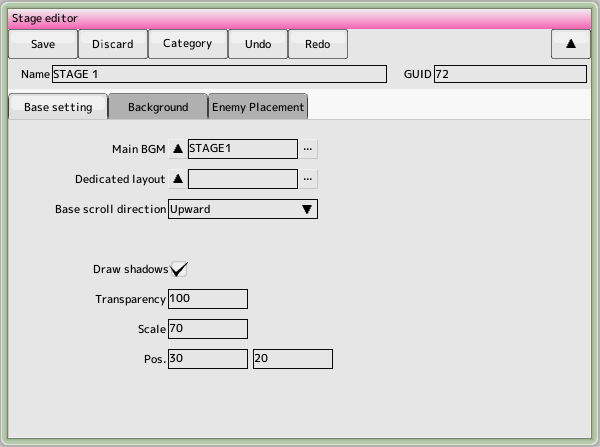 Stage editor
Save Discard Category Undo Redo ▲
Name STAGE 1 GUID 72
Base setting Background Enemy Placement
Main BGM ▲ STAGE1 ...
Dedicated layout ▲ ...
Base scroll direction Upward ▼
Draw shadows
Transparency 100
Scale 70
Pos. 30 20